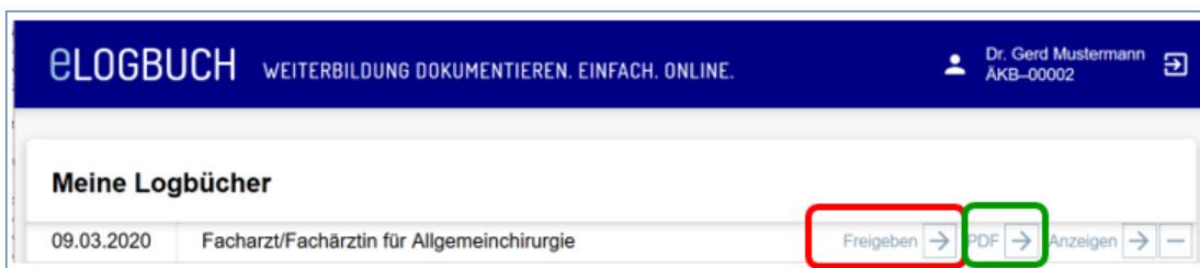 eLOGBUCH WEITERBILDUNG DOKUMENTIEREN. EINFACH. ONLINE.
Dr. Gerd Mustermann
ÄKB–00002
Meine Logbücher
09.03.2020 Facharzt/Fachärztin für Allgemeinchirurgie Freigeben PDF Anzeigen